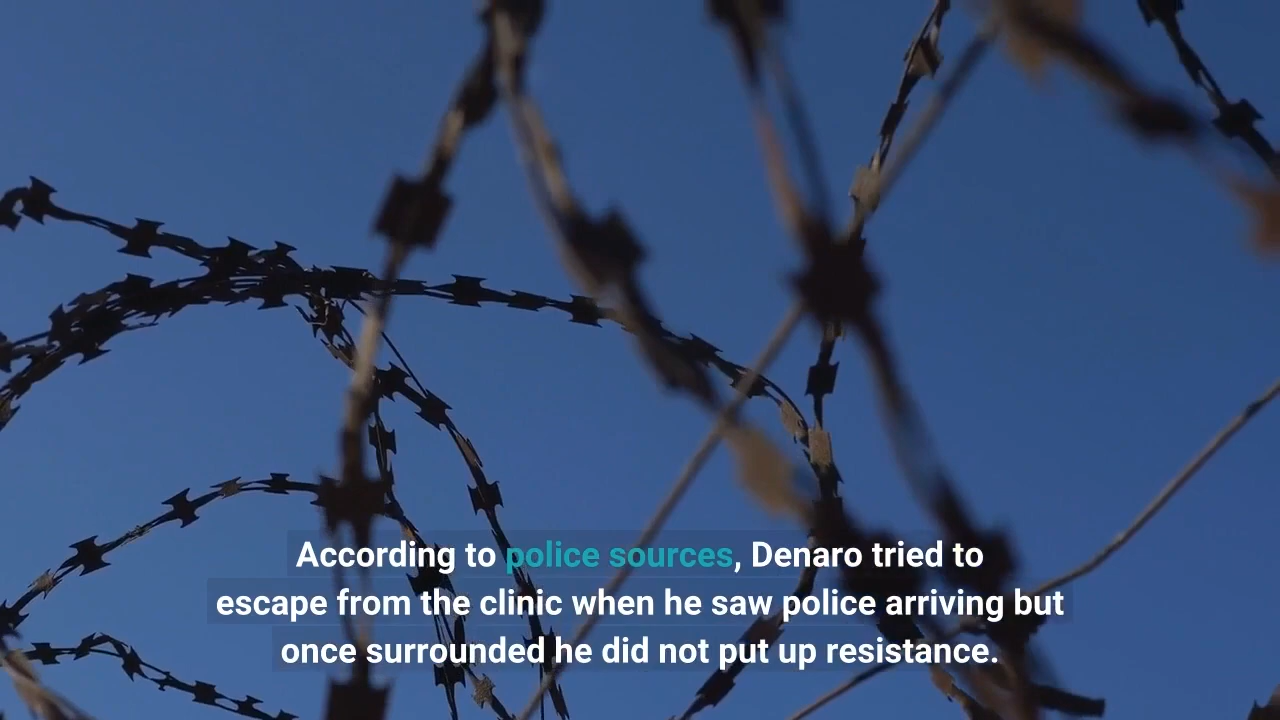 According to police sources, Denaro tried to
escape from the clinic when he saw police arriving but
once surrounded he did not put up resistance.